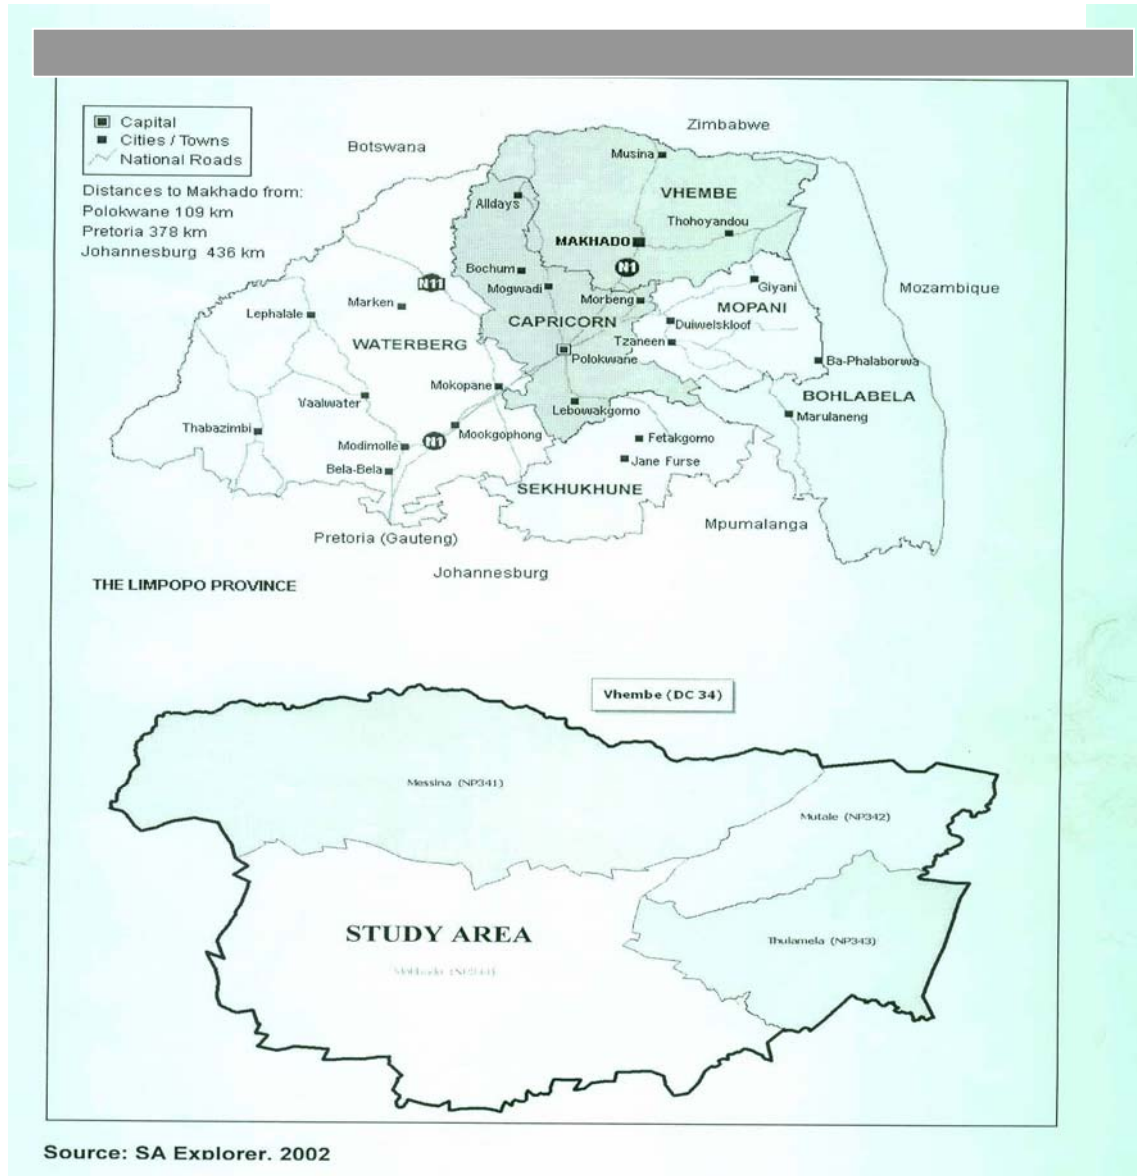 Capital
Cities / Towns
National Roads
Distances to Makhado from:
Polokwane 109 km
Pretoria 378 km
Johannesburg 436 km
Botswana
Zimbabwe
Musina
VHEMBE
Alldays
Thohoyandou
MAKHADO
N1
Bochum
Mogwadi
N11
Giyani
Mozambique
Marken
Morbeng
MOPANI
Lephalale
CAPRICORN
Duiwelskloof
WATERBERG
Tzaneen
Polokwane
Ba-Phalaborwa
Mokopane
BOHLABELA
Vaalwater
Lebowakgomo
Marulaneng
Thabazimbi
N1
Mookgophong
Modimolle
Fetakgomo
Bela-Bela
Jane Furse
SEKHUKHUNE
Mpumalanga
Pretoria (Gauteng)
Johannesburg
THE LIMPOPO PROVINCE
Vhembe (DC 34)
Messina (NP341)
Mutale (NP342)
STUDY AREA
Thulamela (NP343)
Source: SA Explorer. 2002